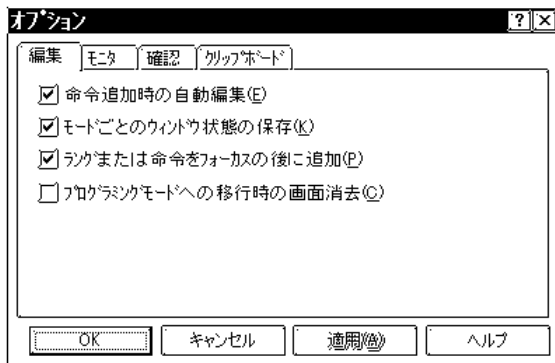 オプション
編集 モニタ 確認 クリップボード
命令追加時の自動編集(E)
モードごとのウィンドウ状態の保存(K)
ラングまたは命令をフォーカスの後に追加(P)
プログラミングモードへの移行時の画面消去(C)
OK キャンセル 適用(A) ヘルプ